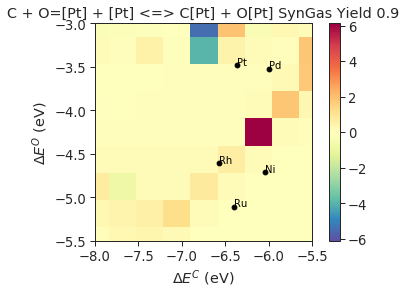 C + O=[Pt] + [Pt] <=> C[Pt] + O[Pt] SynGas Yield 0.9
−3.0
−3.5
−4.0
−4.5
−5.0
−5.5
ΔE^O (eV)
Pt
Pd
Rh
Ni
Ru
−8.0 −7.5 −7.0 −6.5 −6.0 −5.5
ΔE^C (eV)
6
4
2
0
−2
−4
−6